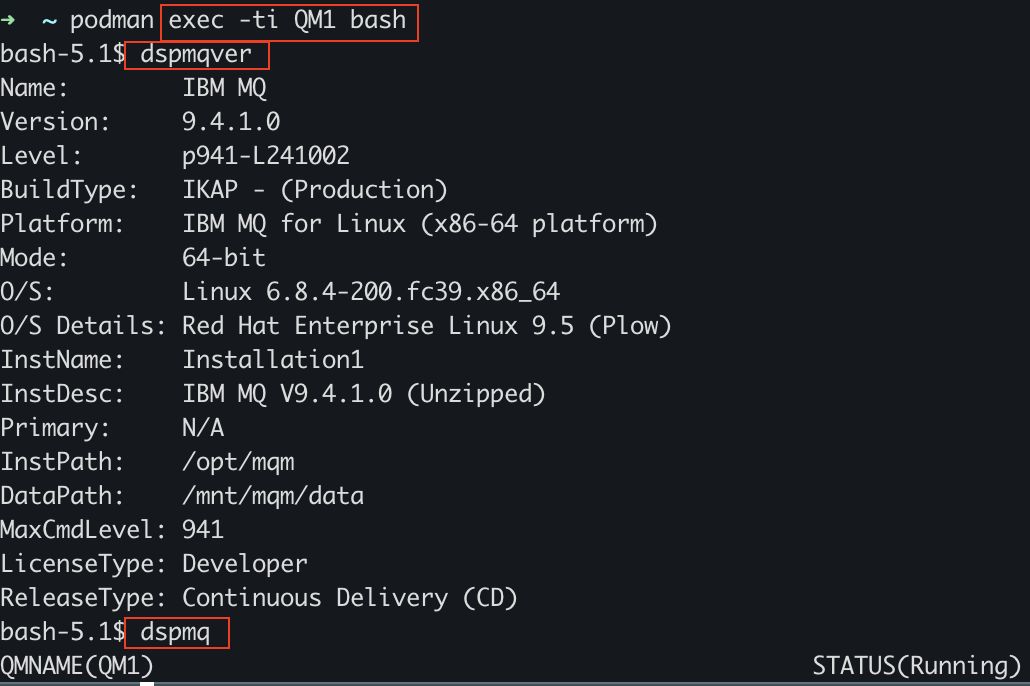 ➜  ~ podman exec -ti QM1 bash
bash-5.1$ dspmqver
Name:        IBM MQ
Version:     9.4.1.0
Level:       p941-L241002
BuildType:   IKAP - (Production)
Platform:    IBM MQ for Linux (x86-64 platform)
Mode:        64-bit
O/S:         Linux 6.8.4-200.fc39.x86_64
O/S Details: Red Hat Enterprise Linux 9.5 (Plow)
InstName:    Installation1
InstDesc:    IBM MQ V9.4.1.0 (Unzipped)
Primary:     N/A
InstPath:    /opt/mqm
DataPath:    /mnt/mqm/data
MaxCmdLevel: 941
LicenseType: Developer
ReleaseType: Continuous Delivery (CD)
bash-5.1$ dspmq
QMNAME(QM1)                                               STATUS(Running)